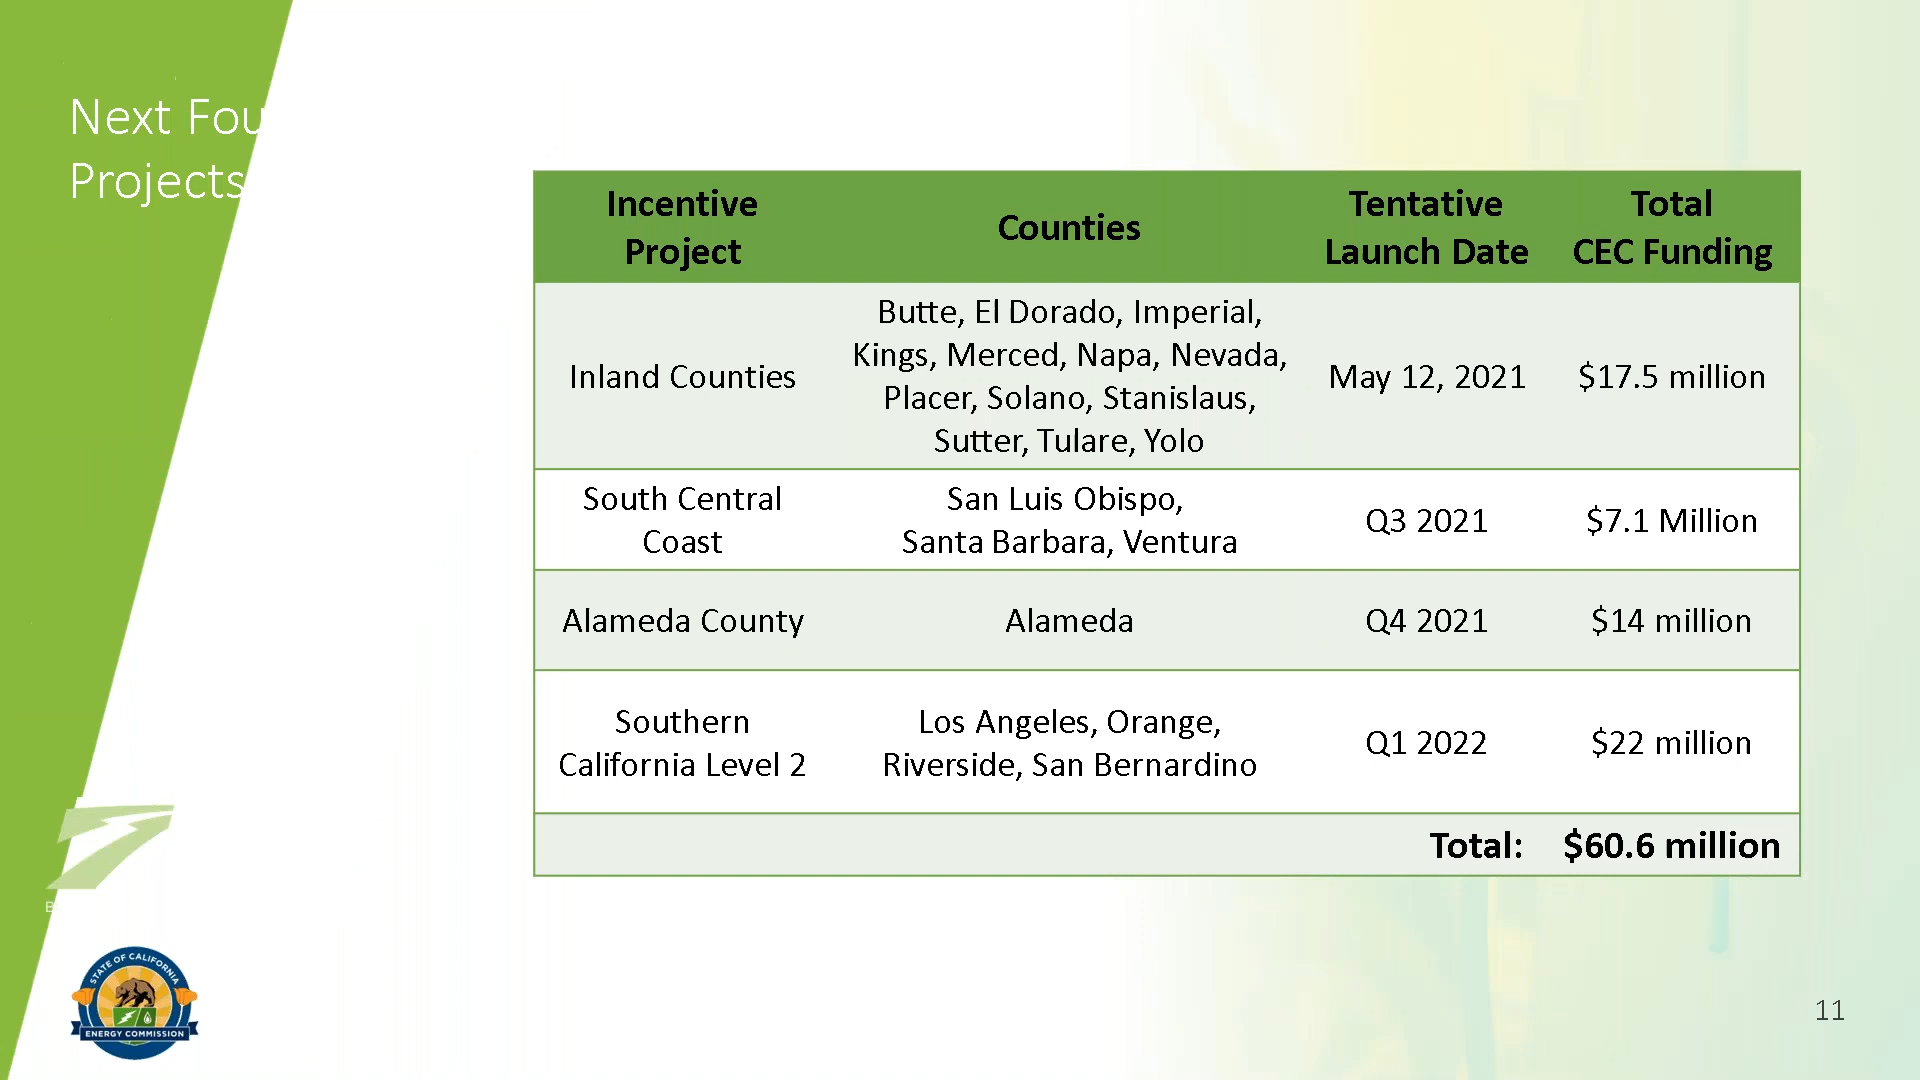 Next Fou
Projects
Incentive
Project
Counties
Tentative
Launch Date
Total
CEC Funding
Inland Counties
Butte, El Dorado, Imperial,
Kings, Merced, Napa, Nevada,
Placer, Solano, Stanislaus,
Sutter, Tulare, Yolo
May 12, 2021
$17.5 million
South Central
Coast
San Luis Obispo,
Santa Barbara, Ventura
Q3 2021
$7.1 Million
Alameda County
Alameda
Q4 2021
$14 million
Southern
California Level 2
Los Angeles, Orange,
Riverside, San Bernardino
Q1 2022
$22 million
Total:
$60.6 million
STATE OF CALIFORNIA
ENERGY COMMISSION
11